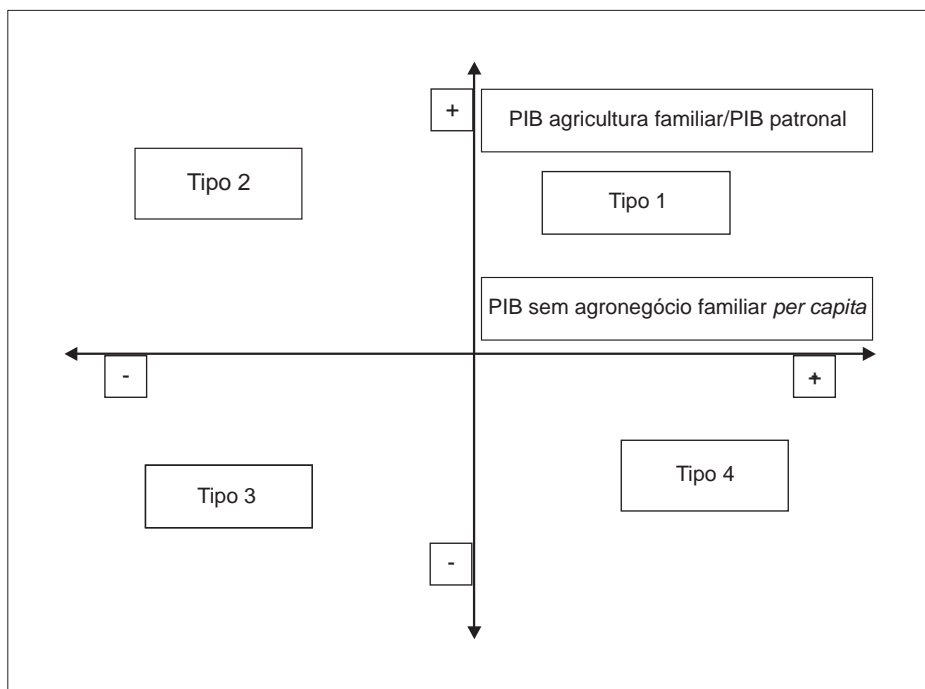 +
PIB agricultura familiar/PIB patronal
Tipo 2
Tipo 1
PIB sem agronegócio familiar per capita
-
+
Tipo 3
Tipo 4
-